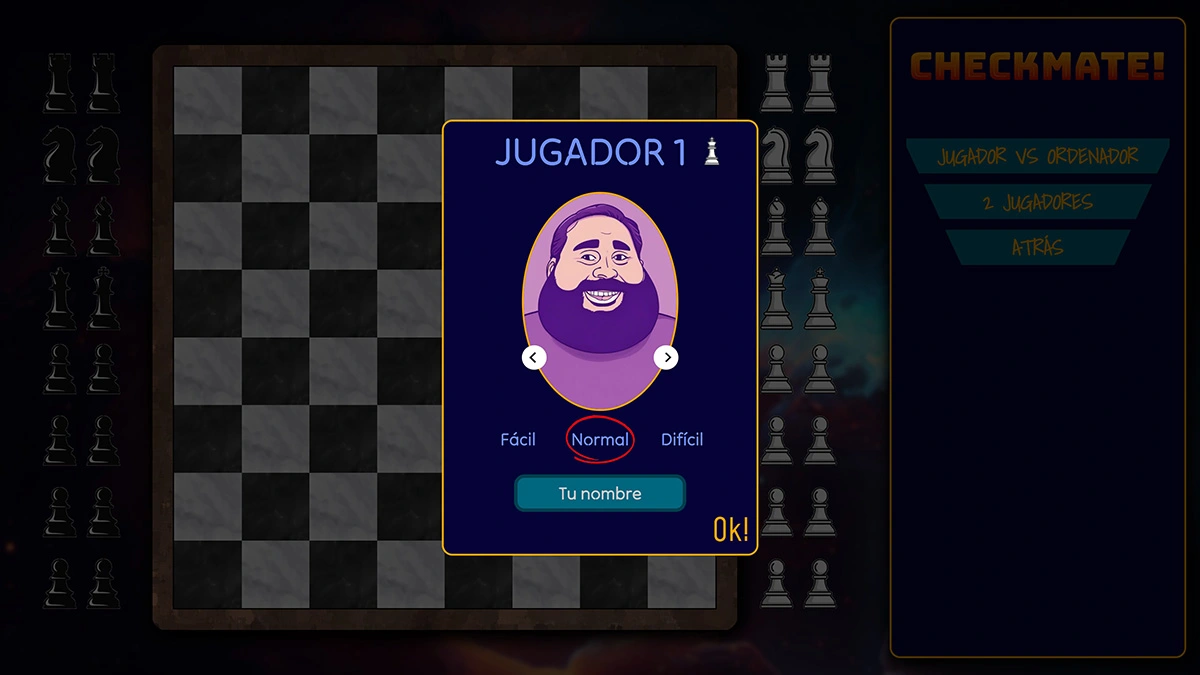 JUGADOR 1
Fácil
Normal
Difícil
Tu nombre
Ok!
CHECKMATE!
JUGADOR VS ORDENADOR
2 JUGADORES
ATRÁS